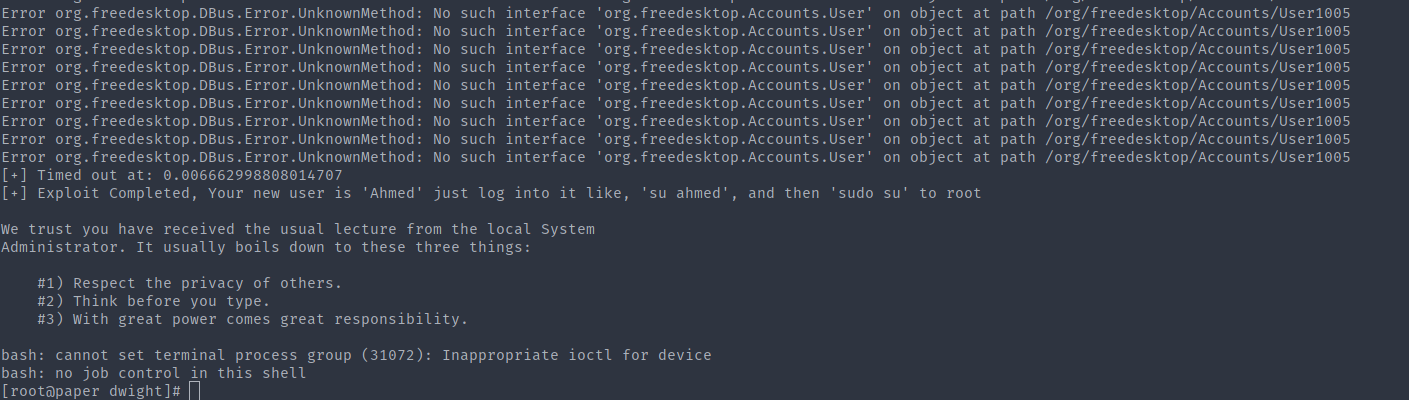 Error org.freedesktop.DBus.Error.UnknownMethod: No such interface 'org.freedesktop.Accounts.User' on object at path /org/freedesktop/Accounts/User1005
Error org.freedesktop.DBus.Error.UnknownMethod: No such interface 'org.freedesktop.Accounts.User' on object at path /org/freedesktop/Accounts/User1005
Error org.freedesktop.DBus.Error.UnknownMethod: No such interface 'org.freedesktop.Accounts.User' on object at path /org/freedesktop/Accounts/User1005
Error org.freedesktop.DBus.Error.UnknownMethod: No such interface 'org.freedesktop.Accounts.User' on object at path /org/freedesktop/Accounts/User1005
Error org.freedesktop.DBus.Error.UnknownMethod: No such interface 'org.freedesktop.Accounts.User' on object at path /org/freedesktop/Accounts/User1005
Error org.freedesktop.DBus.Error.UnknownMethod: No such interface 'org.freedesktop.Accounts.User' on object at path /org/freedesktop/Accounts/User1005
Error org.freedesktop.DBus.Error.UnknownMethod: No such interface 'org.freedesktop.Accounts.User' on object at path /org/freedesktop/Accounts/User1005
Error org.freedesktop.DBus.Error.UnknownMethod: No such interface 'org.freedesktop.Accounts.User' on object at path /org/freedesktop/Accounts/User1005
Error org.freedesktop.DBus.Error.UnknownMethod: No such interface 'org.freedesktop.Accounts.User' on object at path /org/freedesktop/Accounts/User1005
[+] Timed out at: 0.006662998808014707
[+] Exploit Completed, Your new user is 'Ahmed' just log into it like, 'su ahmed', and then 'sudo su' to root
We trust you have received the usual lecture from the local System
Administrator. It usually boils down to these three things:
#1) Respect the privacy of others.
#2) Think before you type.
#3) With great power comes great responsibility.
bash: cannot set terminal process group (31072): Inappropriate ioctl for device
bash: no job control in this shell
[root@paper dwight]#